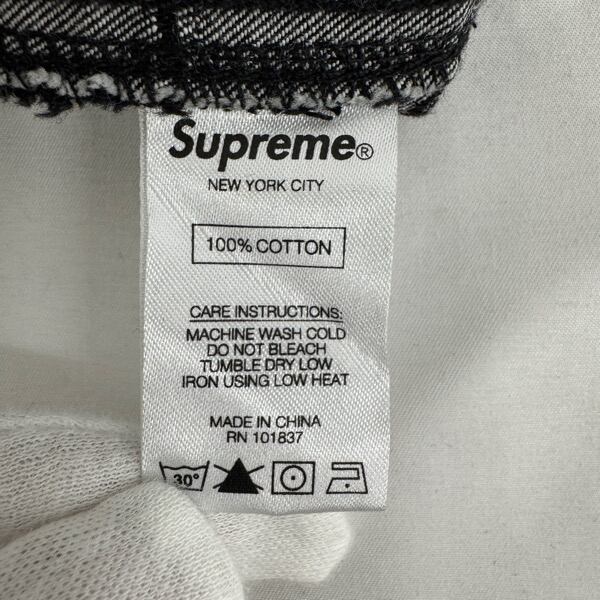 Supreme®
NEW YORK CITY
100% COTTON
CARE INSTRUCTIONS:
MACHINE WASH COLD
DO NOT BLEACH
TUMBLE DRY LOW
IRON USING LOW HEAT
MADE IN CHINA
RN 101837
30°